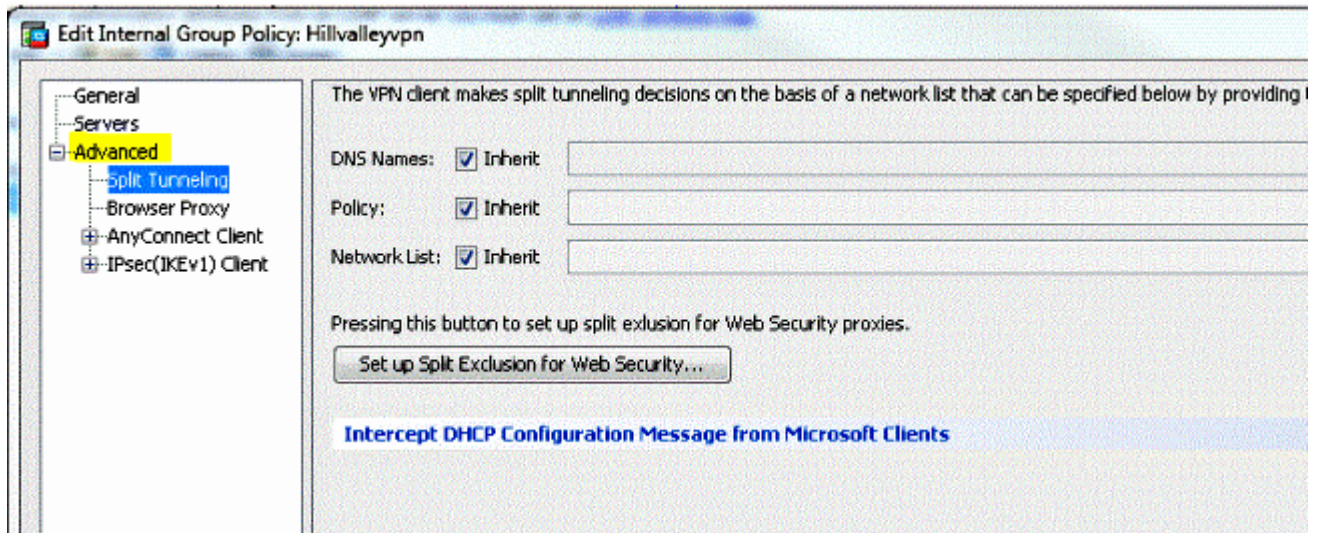 Edit Internal Group Policy: Hillvalleyvpn
General
Servers
Advanced
Split Tunneling
Browser Proxy
AnyConnect Client
IPsec(IKEv1) Client
The VPN client makes split tunneling decisions on the basis of a network list that can be specified below by providing
DNS Names: Inherit
Policy: Inherit
Network List: Inherit
Pressing this button to set up split exlusion for Web Security proxies.
Set up Split Exclusion for Web Security...
Intercept DHCP Configuration Message from Microsoft Clients